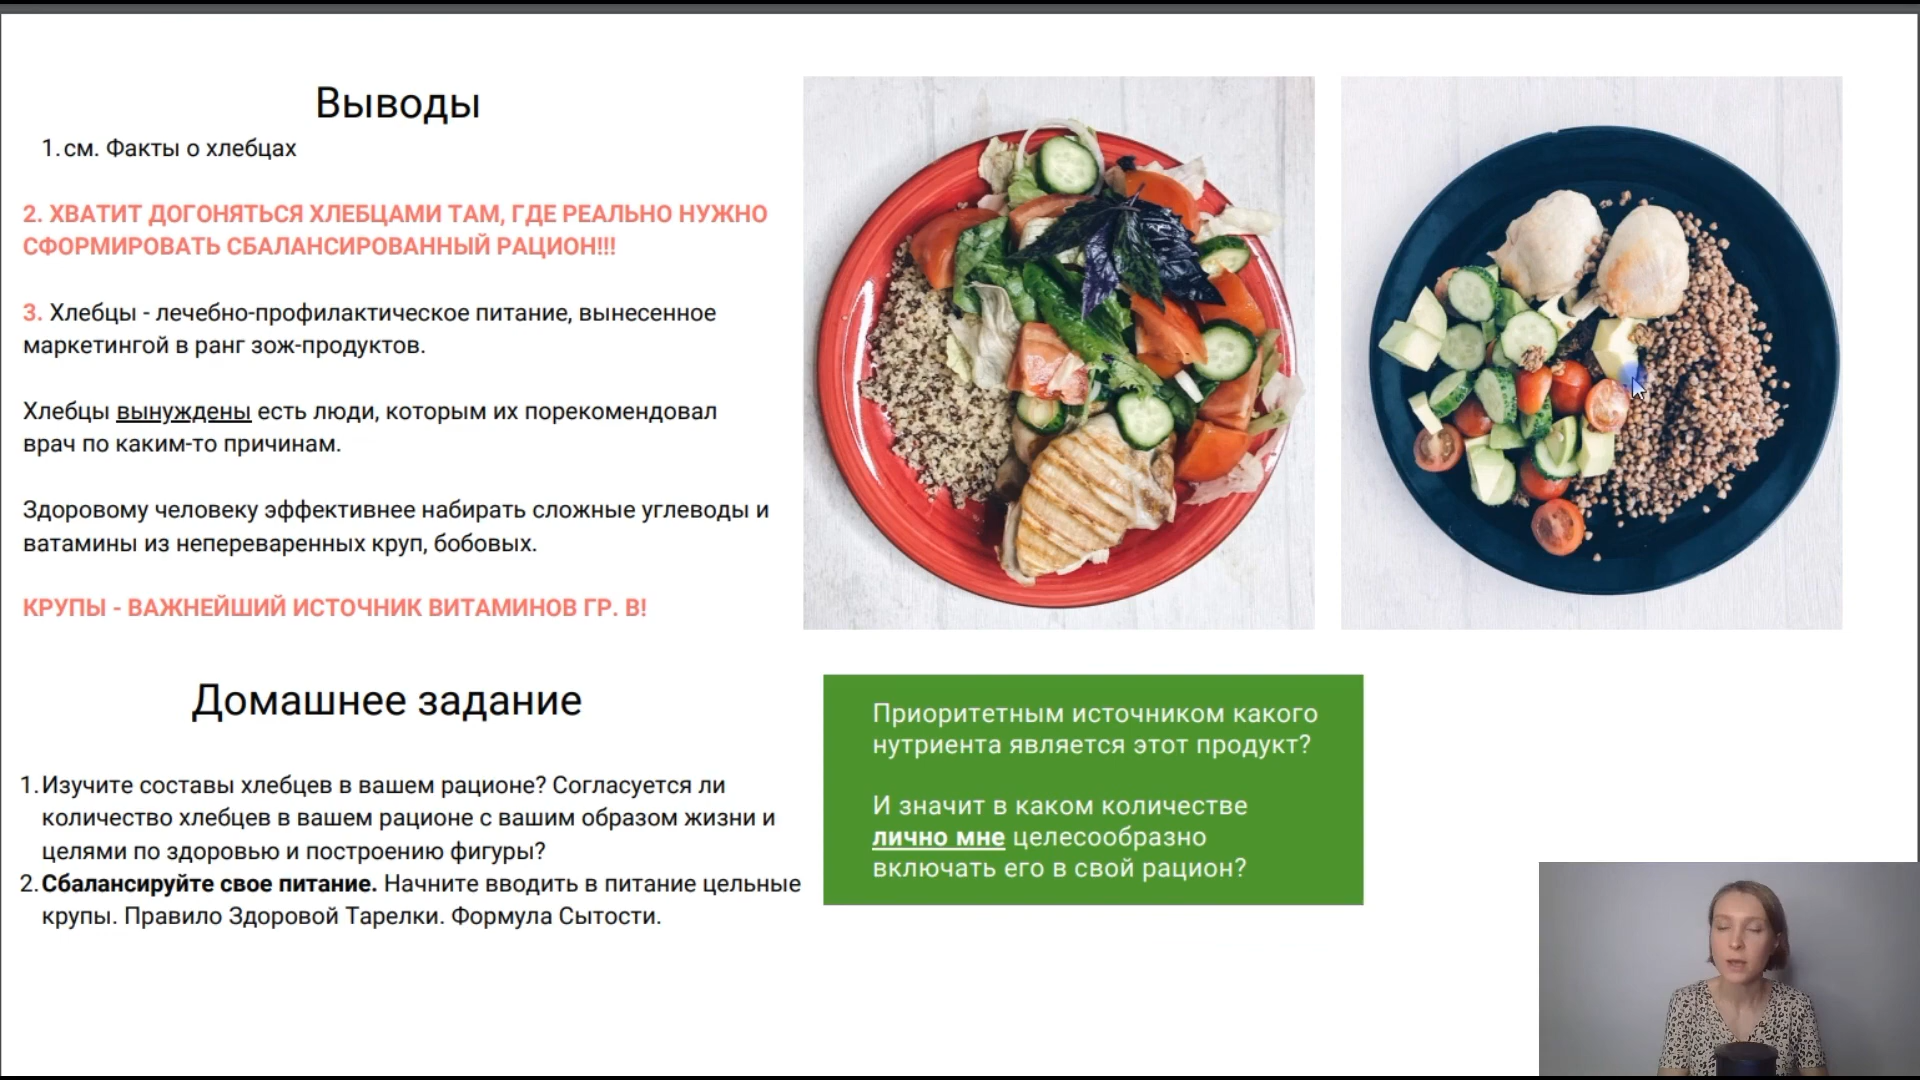 Выводы
1. см. Факты о хлебцах
2. ХВАТИТ ДОГОНЯТЬСЯ ХЛЕБЦАМИ ТАМ, ГДЕ РЕАЛЬНО НУЖНО
СФОРМИРОВАТЬ СБАЛАНСИРОВАННЫЙ РАЦИОН!!!
3. Хлебцы - лечебно-профилактическое питание, вынесенное
маркетингой в ранг зож-продуктов.
Хлебцы вынуждены есть люди, которым их порекомендовал
врач по каким-то причинам.
Здоровому человеку эффективнее набирать сложные углеводы и
ватамины из непереваренных круп, бобовых.
КРУПЫ - ВАЖНЕЙШИЙ ИСТОЧНИК ВИТАМИНОВ ГР. В!
Домашнее задание
1. Изучите составы хлебцев в вашем рационе? Согласуется ли
количество хлебцев в вашем рационе с вашим образом жизни и
целями по здоровью и построению фигуры?
2. Сбалансируйте свое питание. Начните вводить в питание цельные
крупы. Правило Здоровой Тарелки. Формула Сытости.
Приоритетным источником какого
нутриента является этот продукт?
И значит в каком количестве
лично мне целесообразно
включать его в свой рацион?